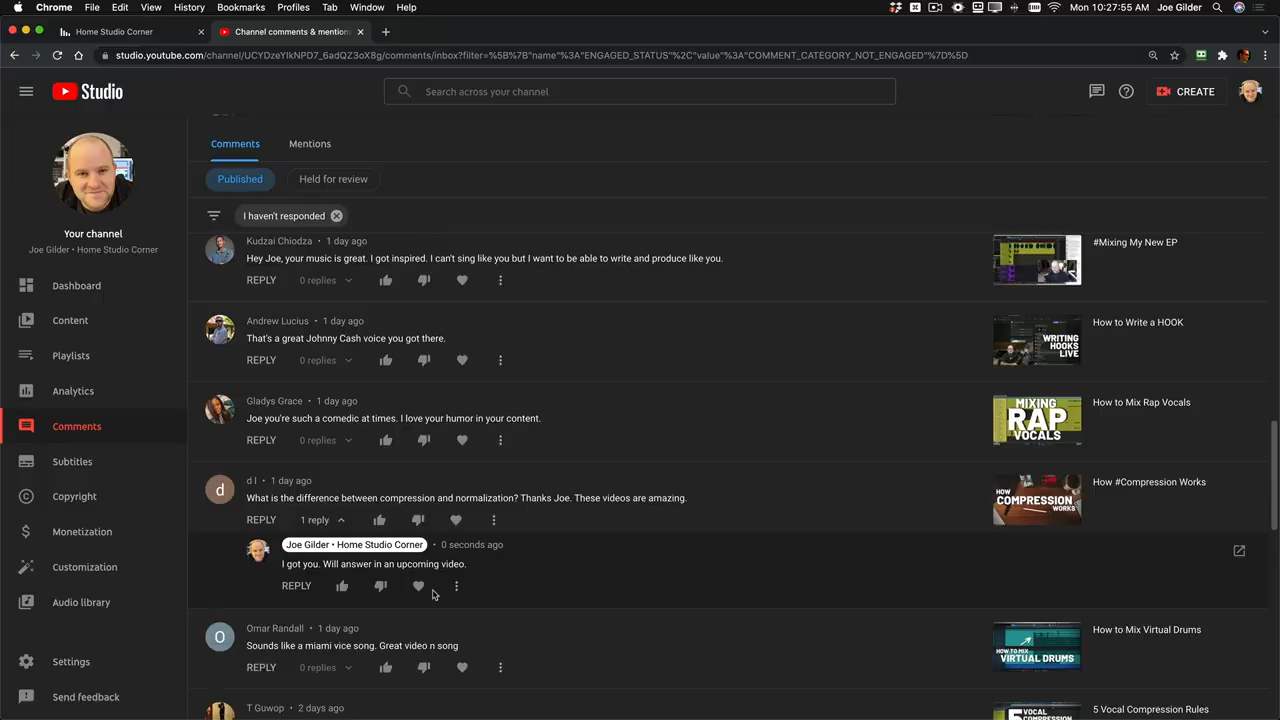 Chrome File Edit View History Bookmarks Profiles Tab Window Help Mon 10:27:55 Joe Gilder
Home Studio Corner
Channel comments & mention
studio.youtube.com/channel/UCYDzeYlkNPD7_6adQZ3oX8g/comments/inbox?filter=%5B%7B"name"%3A"ENGAGED_STATUS"%2C"value"%3A"COMMENT_CATEGORY_NOT_ENGAGED"%7D%5D
Studio
Search across your channel
CREATE
Your channel
Joe Gilder • Home Studio Corner
Dashboard
Content
Playlists
Analytics
Comments
Subtitles
Copyright
Monetization
Customization
Audio library
Settings
Send feedback
Comments Mentions
Published Held for review
I haven't responded
Kudzai Chiodza • 1 day ago
Hey Joe, your music is great. I got inspired. I can't sing like you but I want to be able to write and produce like you.
REPLY 0 replies
#Mixing My New EP
Andrew Lucius • 1 day ago
That's a great Johnny Cash voice you got there.
REPLY 0 replies
WRITING
HOOKS
LIVE
How to Write a HOOK
Gladys Grace • 1 day ago
Joe you're such a comedic at times. I love your humor in your content.
REPLY 0 replies
MIXING
RAP
VOCALS
How to Mix Rap Vocals
d
d l • 1 day ago
What is the difference between compression and normalization? Thanks Joe. These videos are amazing.
REPLY 1 reply
HOW
COMPRESSION
WORKS
How #Compression Works
Joe Gilder • Home Studio Corner • 0 seconds ago
I got you. Will answer in an upcoming video.
REPLY
O
Omar Randall • 1 day ago
Sounds like a miami vice song. Great video n song
REPLY 0 replies
HOW TO MIX
VIRTUAL DRUMS
How to Mix Virtual Drums
T Guwop • 2 days ago
5 VOCAL
COMPRESSION
5 Vocal Compression Rules